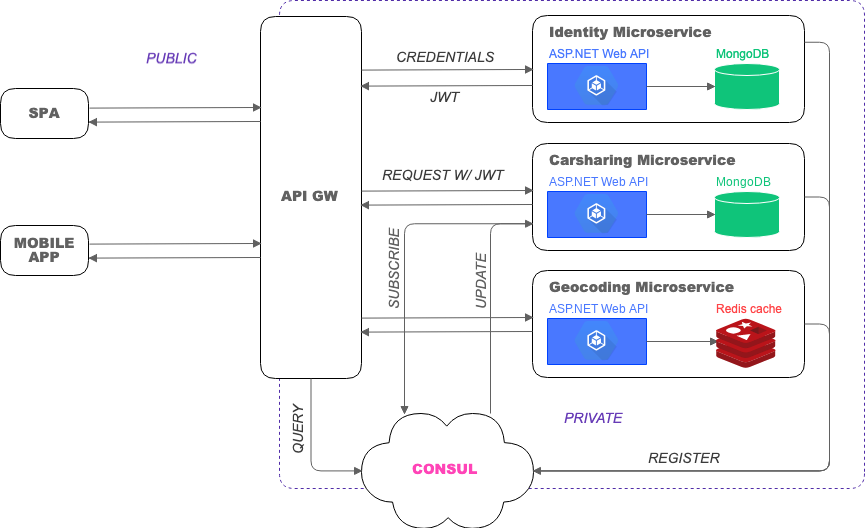 PUBLIC
SPA
MOBILE
APP
API GW
CREDENTIALS
JWT
REQUEST W/ JWT
SUBSCRIBE
UPDATE
QUERY
Identity Microservice
ASP.NET Web API
MongoDB
Carsharing Microservice
ASP.NET Web API
MongoDB
Geocoding Microservice
ASP.NET Web API
Redis cache
PRIVATE
CONSUL
REGISTER